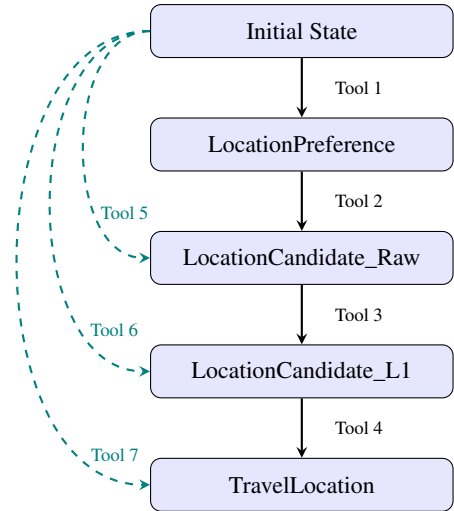 Initial State
Tool 1
LocationPreference
Tool 2
Tool 5
LocationCandidate_Raw
Tool 3
Tool 6
LocationCandidate_L1
Tool 4
Tool 7
TravelLocation